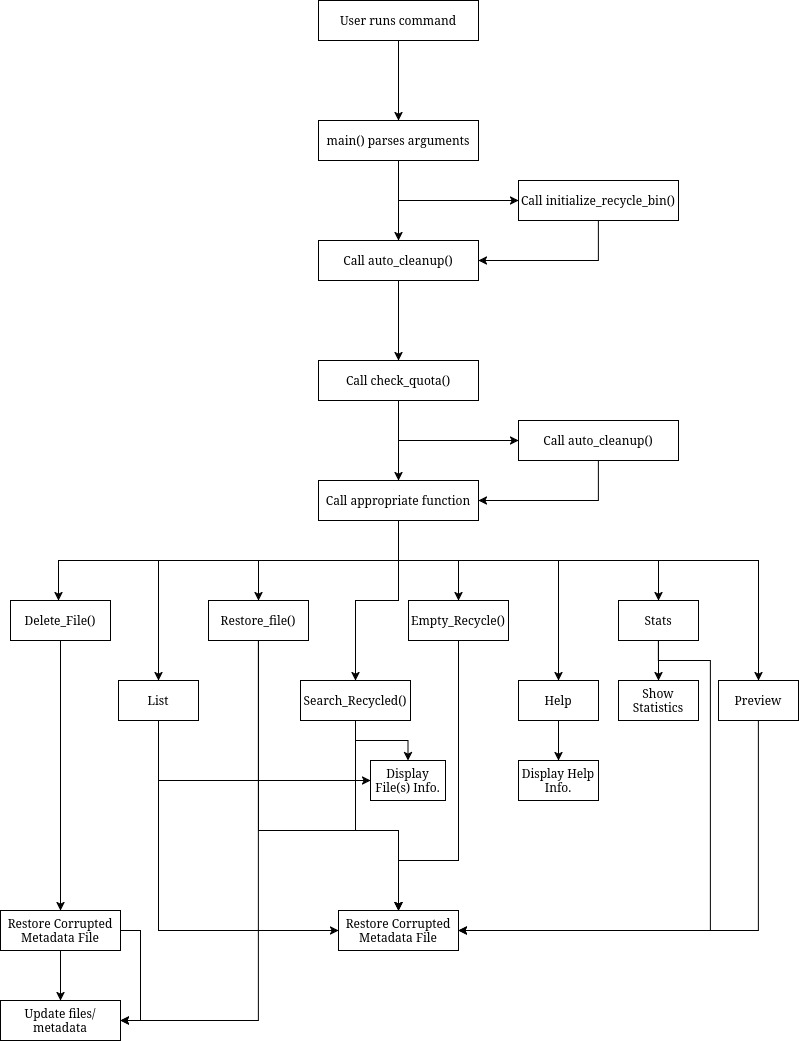 User runs command
main() parses arguments
Call initialize_recycle_bin()
Call auto_cleanup()
Call check_quota()
Call auto_cleanup()
Call appropriate function
Delete_File()
Restore_file()
Empty_Recycle()
Stats
List
Search_Recycled()
Help
Show
Statistics
Preview
Display
File(s) Info.
Display Help
Info.
Restore Corrupted
Metadata File
Restore Corrupted
Metadata File
Update files/
metadata